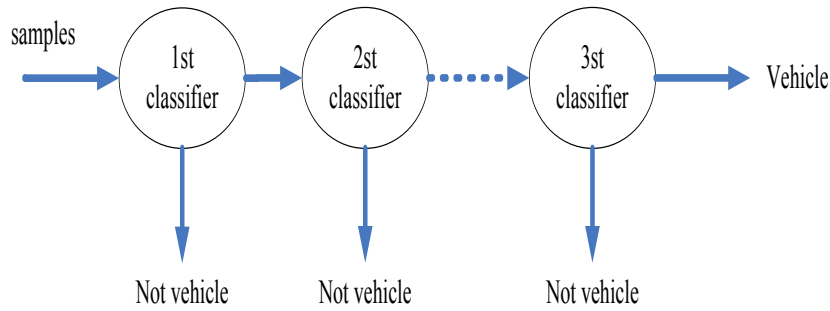 samples
1st
classifier
2st
classifier
3st
classifier
Vehicle
Not vehicle
Not vehicle
Not vehicle